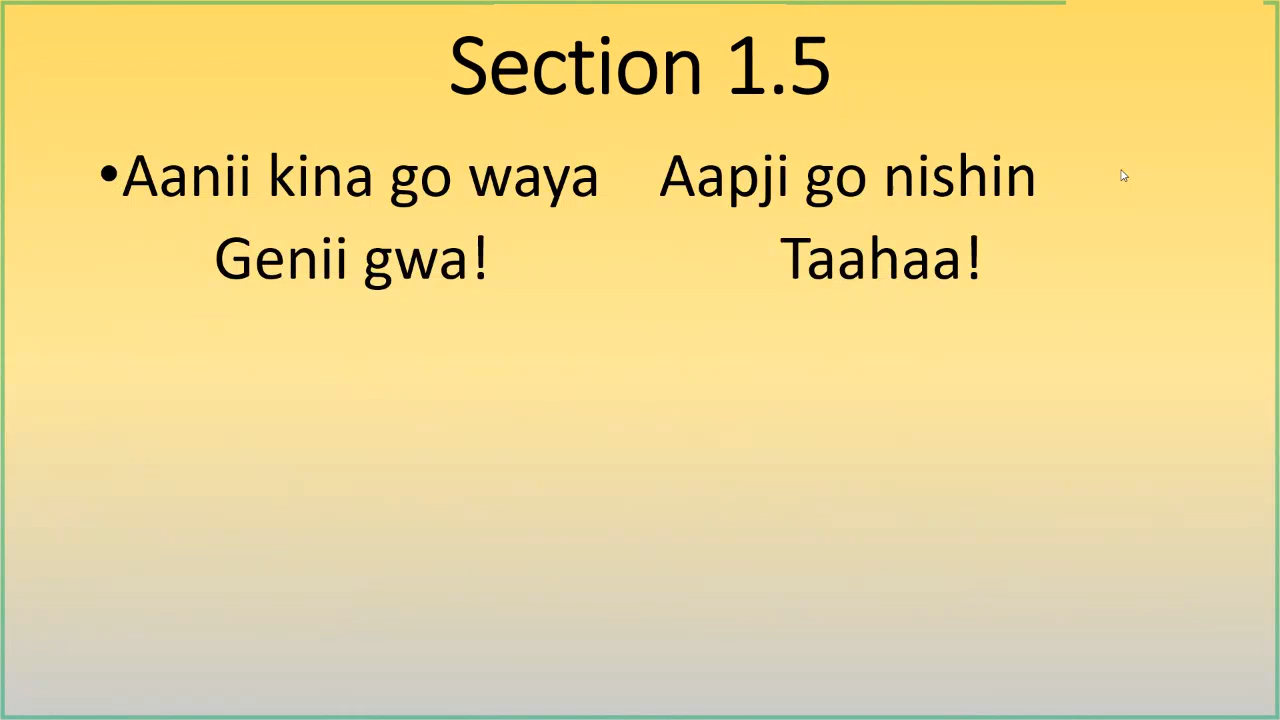 Section 1.5
•Aanii kina go waya    Aapji go nishin
Genii gwa!    Taahaa!